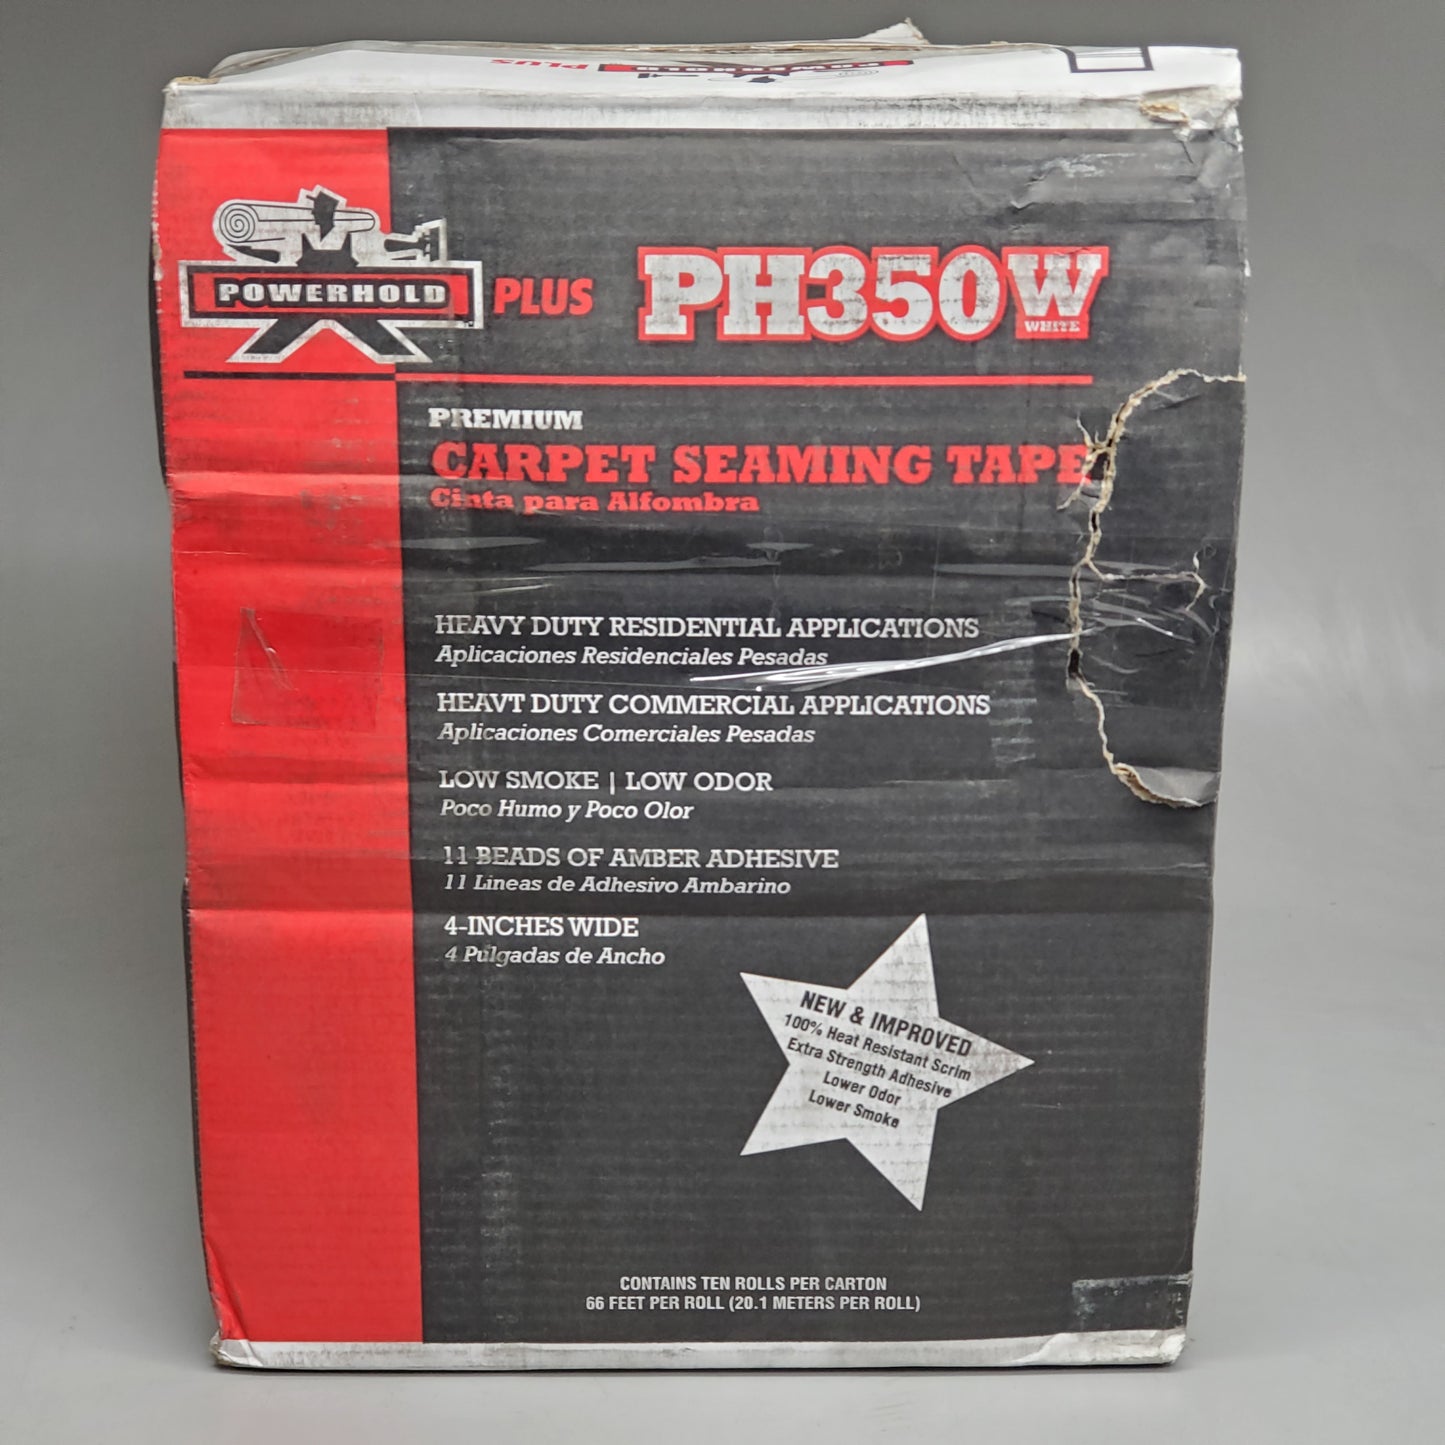 POWERHOLD PLUS
POWERHOLD PLUS PH350W
WHITE
PREMIUM
CARPET SEAMING TAPE
Cinta para Alfombra
HEAVY DUTY RESIDENTIAL APPLICATIONS
Aplicaciones Residenciales Pesadas
HEAVT DUTY COMMERCIAL APPLICATIONS
Aplicaciones Comerciales Pesadas
LOW SMOKE | LOW ODOR
Poco Humo y Poco Olor
11 BEADS OF AMBER ADHESIVE
11 Lineas de Adhesivo Ambarino
4-INCHES WIDE
4 Pulgadas de Ancho
NEW & IMPROVED
100% Heat Resistant Scrim
Extra Strength Adhesive
Lower Odor
Lower Smoke
CONTAINS TEN ROLLS PER CARTON
66 FEET PER ROLL (20.1 METERS PER ROLL)